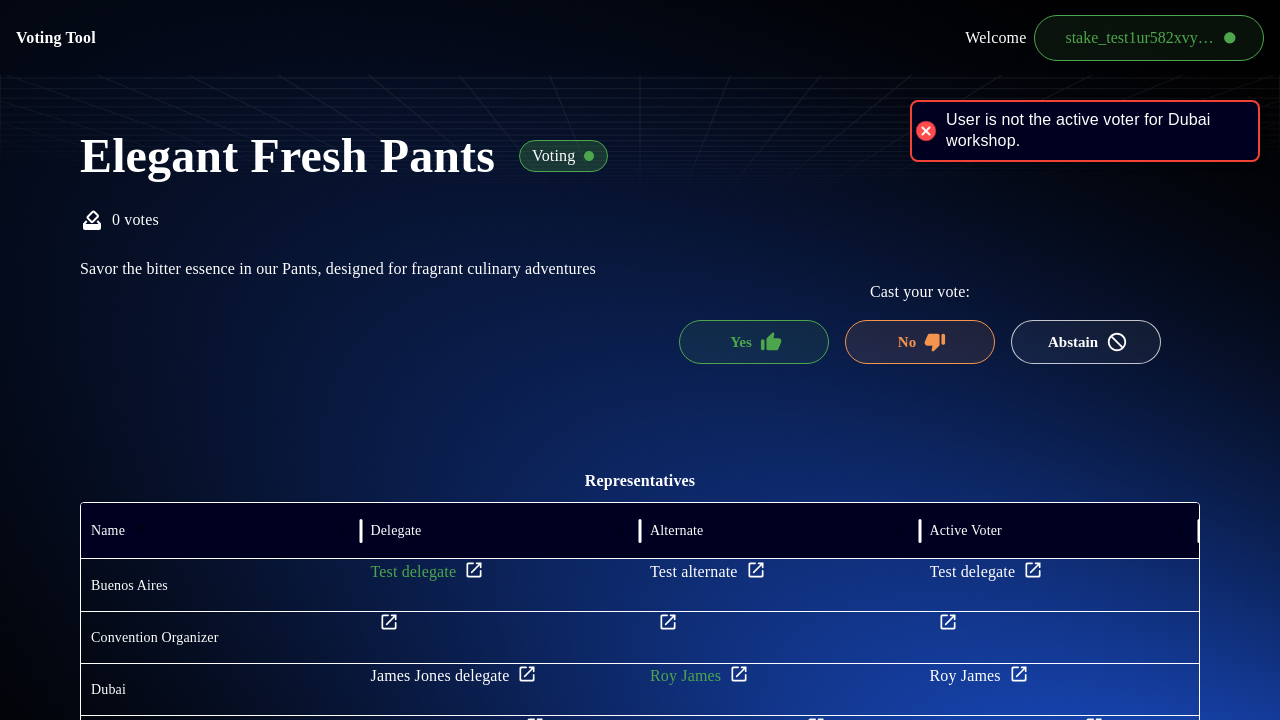 Voting Tool
Welcome
stake_test1ur582xvy…
User is not the active voter for Dubai
workshop.
Elegant Fresh Pants
Voting
0 votes
Savor the bitter essence in our Pants, designed for fragrant culinary adventures
Cast your vote:
Yes
No
Abstain
Representatives
Name Delegate Alternate Active Voter
Buenos Aires Test delegate Test alternate Test delegate
Convention Organizer
Dubai James Jones delegate Roy James Roy James